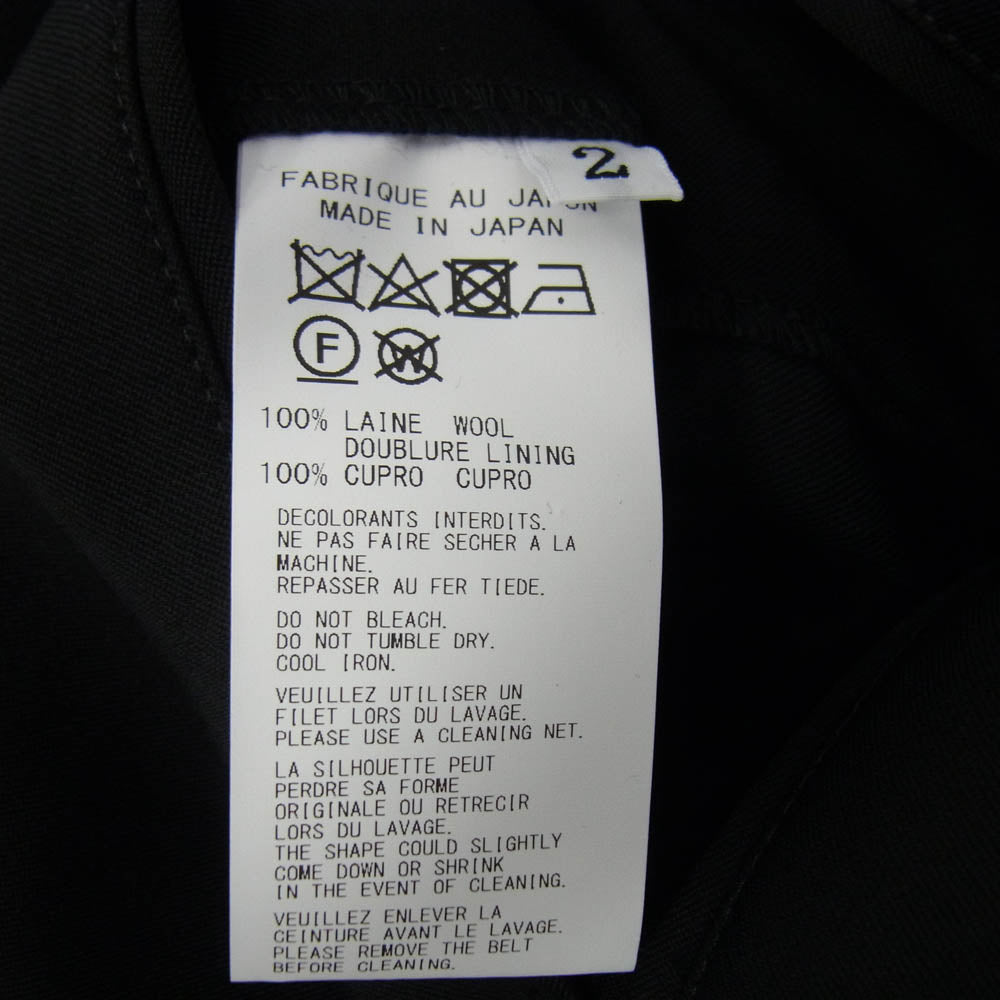 2
FABRIQUE AU
MADE IN JAPAN
F
W
100% LAINE WOOL
DOUBLURE LINING
100% CUPRO CUPRO
DECOLORANTS INTERDITS.
NE PAS FAIRE SECHER A LA
MACHINE.
REPASSER AU FER TIEDE.
DO NOT BLEACH.
DO NOT TUMBLE DRY.
COOL IRON.
VEUILLEZ UTILISER UN
FILET LORS DU LAVAGE.
PLEASE USE A CLEANING NET.
LA SILHOUETTE PEUT
PERDRE SA FORME
ORIGINALE OU RETRECIR
LORS DU LAVAGE.
THE SHAPE COULD SLIGHTLY
COME DOWN OR SHRINK
IN THE EVENT OF CLEANING.
VEUILLEZ ENLEVER LA
CEINTURE AVANT LE LAVAGE.
PLEASE REMOVE THE BELT
BEFORE CLEANING.